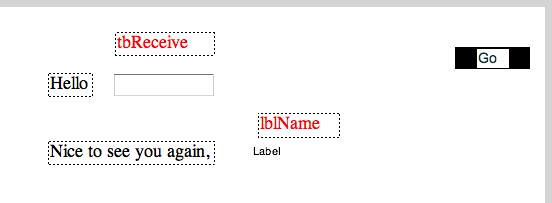 tbReceive
Go
Hello
lblName
Nice to see you again,
Label